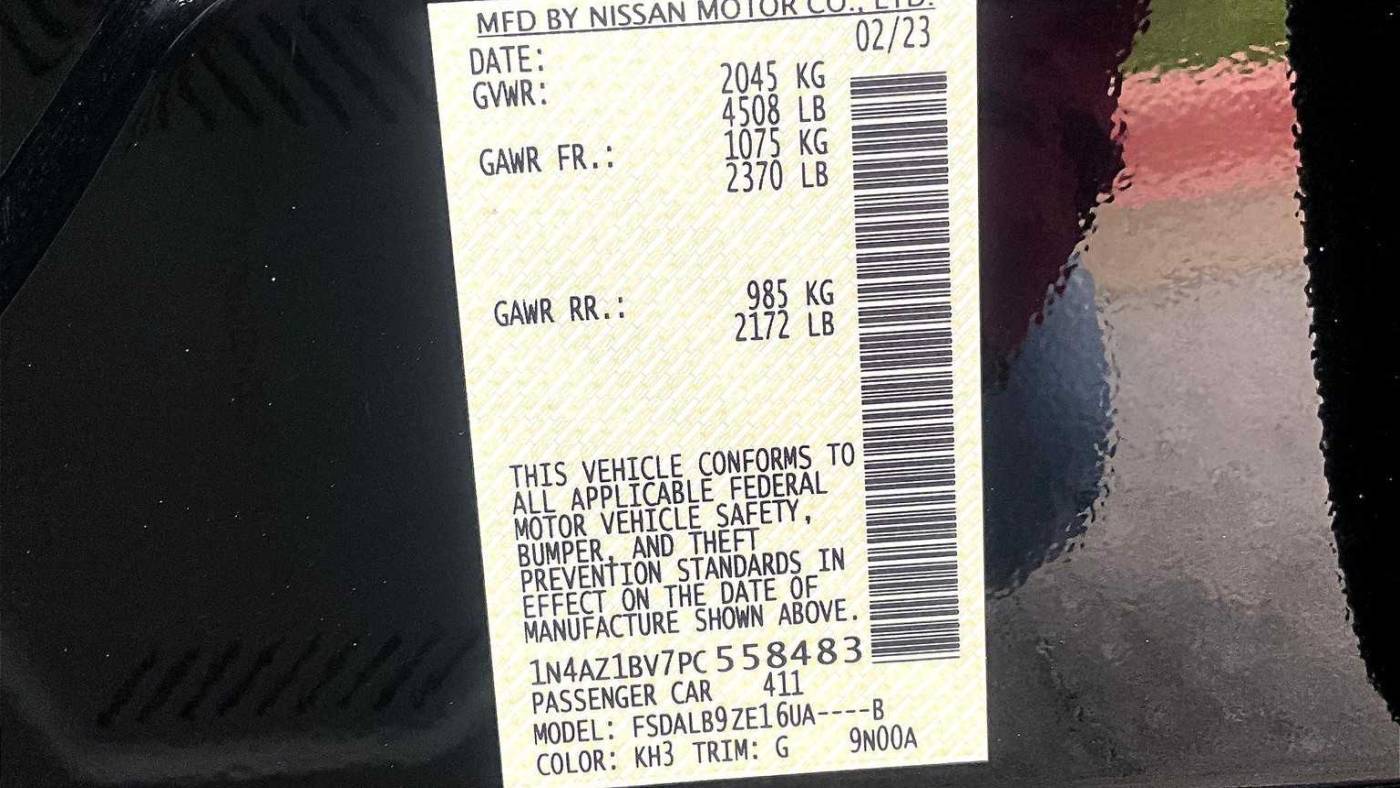 MFD BY NISSAN MOTOR CO., LTD.
DATE: 02/23
GVWR: 2045 KG
4508 LB
GAWR FR.: 1075 KG
2370 LB
GAWR RR.: 985 KG
2172 LB
THIS VEHICLE CONFORMS TO
ALL APPLICABLE FEDERAL
MOTOR VEHICLE SAFETY,
BUMPER, AND THEFT
PREVENTION STANDARDS IN
EFFECT ON THE DATE OF
MANUFACTURE SHOWN ABOVE.
1N4AZ1BV7PC558483
PASSENGER CAR 411
MODEL: FSDALB9ZE16UA----B
COLOR: KH3 TRIM: G 9N00A